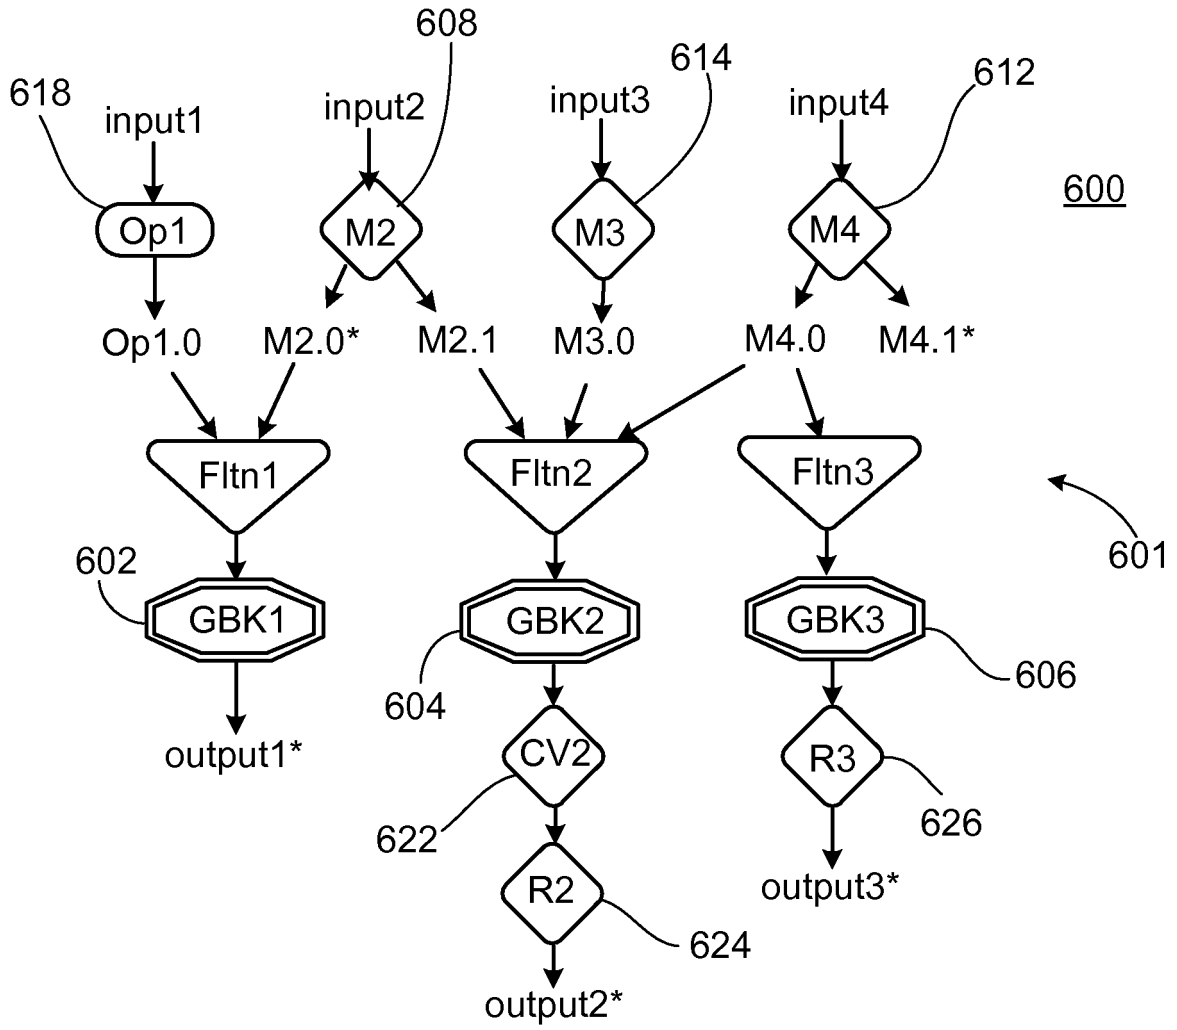 608
618
614
612
input1
input2
input3
input4
600
Op1
M2
M3
M4
Op1.0
M2.0*
M2.1
M3.0
M4.0
M4.1*
Fltn1
Fltn2
Fltn3
601
602
GBK1
GBK2
GBK3
604
606
output1*
CV2
R3
622
626
R2
output3*
624
output2*